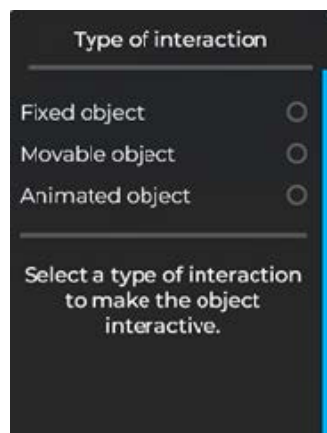 Type of interaction
Fixed object
Movable object
Animated object
Select a type of interaction
to make the object
interactive.